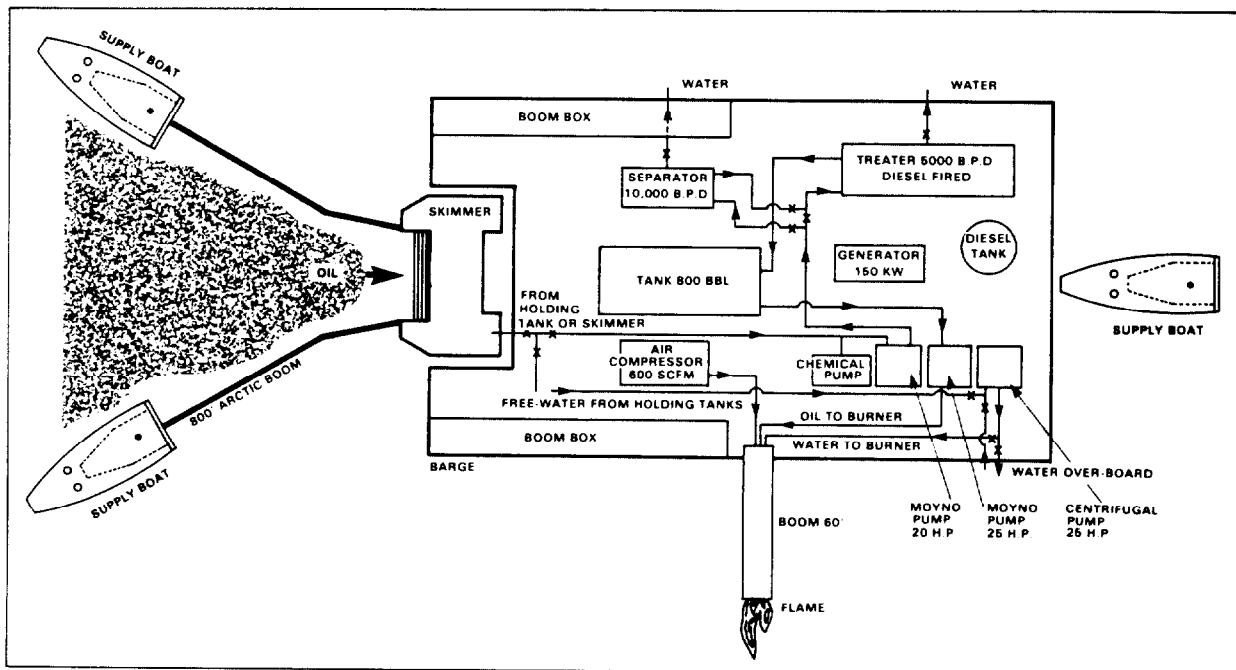 SUPPLY BOAT
WATER
WATER
BOOM BOX
SEPARATOR
10,000 B.P.D
TREATER 5000 B.P.D
DIESEL FIRED
SKIMMER
DIESEL
TANK
OIL
TANK 800 BBL
GENERATOR
150 KW
SUPPLY BOAT
FROM
HOLDING
TANK OR SKIMMER
AIR
COMPRESSOR
600 SCFM
CHEMICAL
PUMP
800' ARCTIC BOOM
FREE-WATER FROM HOLDING TANKS
OIL TO BURNER
BOOM BOX
WATER TO BURNER
SUPPLY BOAT
BARGE
WATER OVER-BOARD
BOOM 60'
MOYNO
PUMP
20 H.P
MOYNO
PUMP
25 H.P.
CENTRIFUGAL
PUMP
25 H.P
FLAME